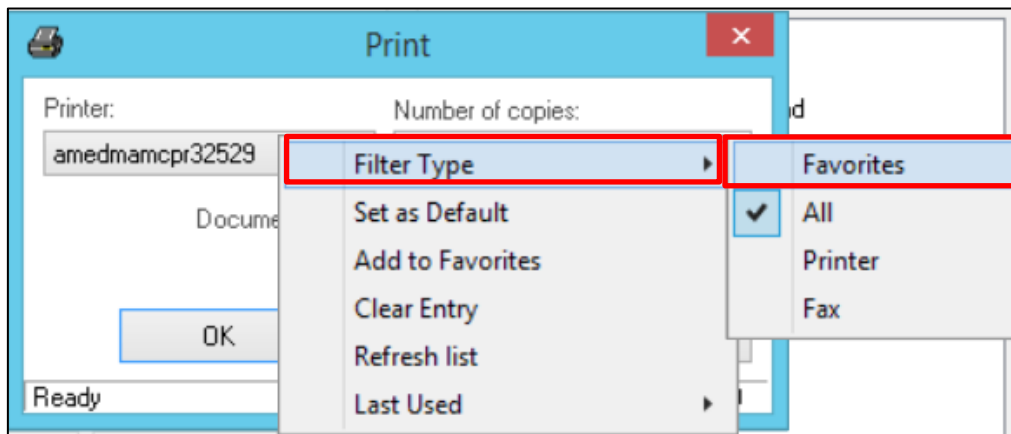 Print
Printer:
Number of copies:
amedmamcpr32529
Filter Type
Favorites
Set as Default
All
Add to Favorites
Printer
Clear Entry
Fax
OK
Refresh list
Ready
Last Used